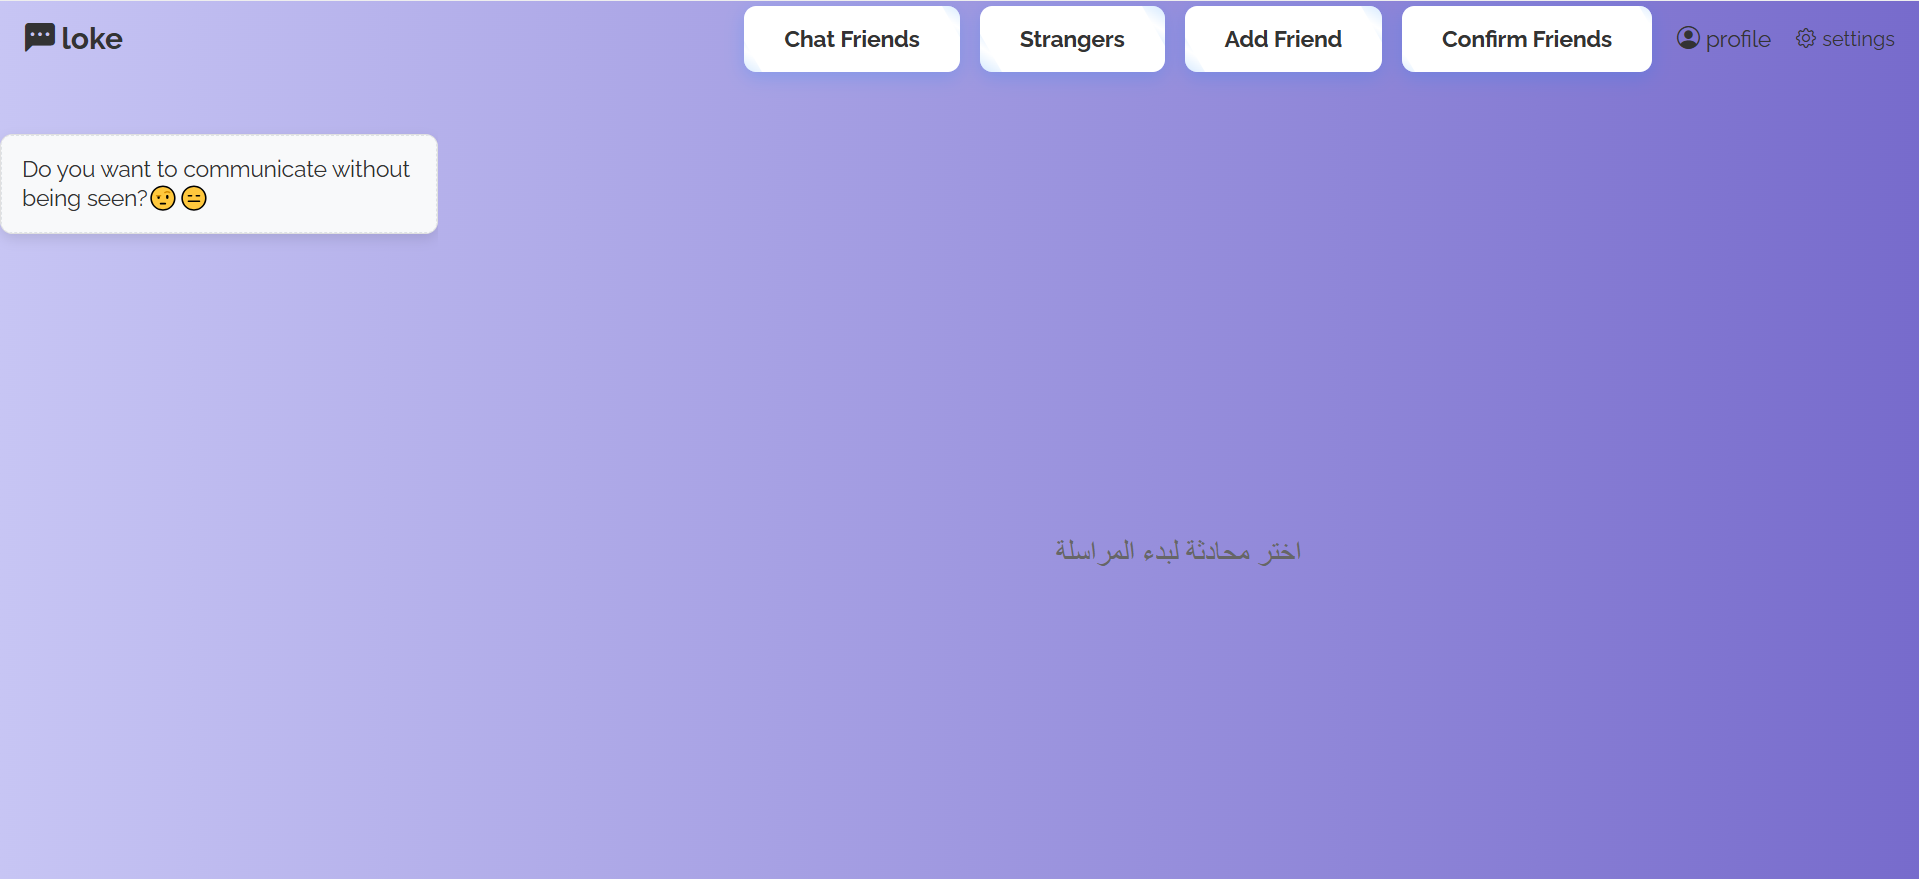 loke
Chat Friends
Strangers
Add Friend
Confirm Friends
profile
settings
Do you want to communicate without
being seen?🤨😑
اختر محادثة لبدء المراسلة